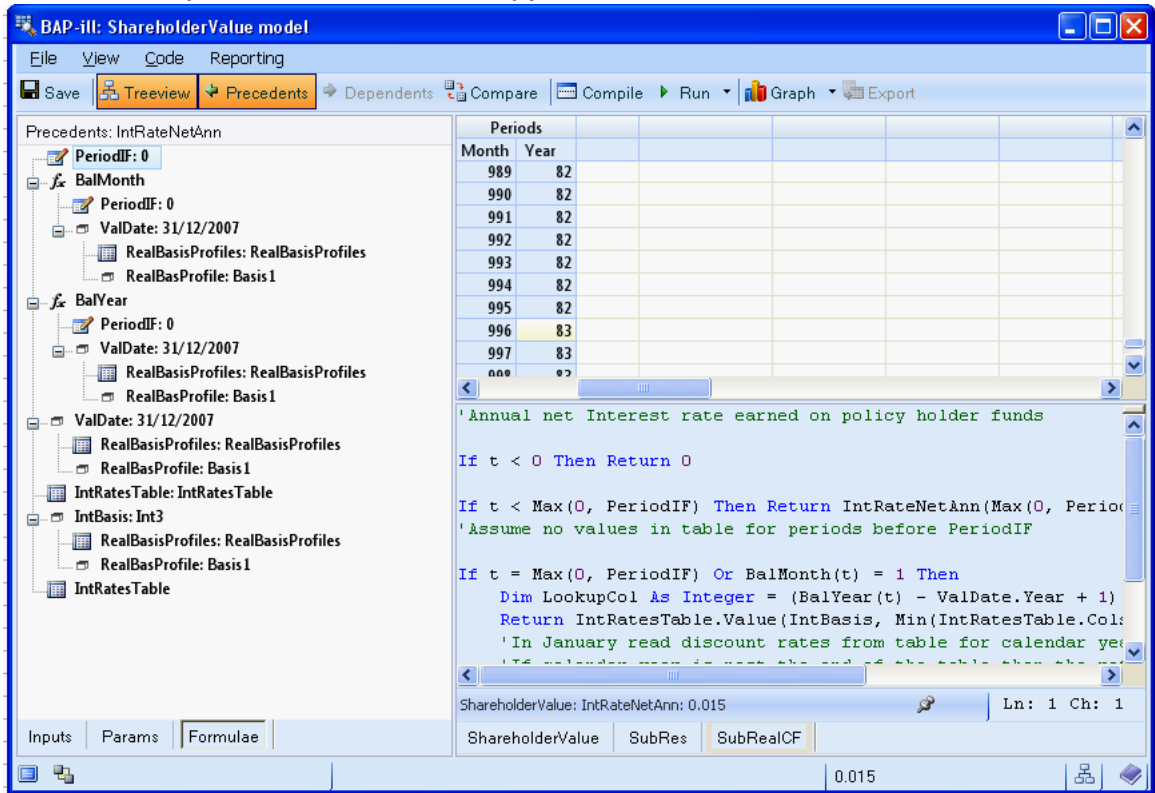 BAP-ill: ShareholderValue model
File View Code Reporting
Save Treeview Precedents Dependents Compare Compile Run Graph Export
Precedents: IntRateNetAnn
PeriodIF: 0
BalMonth
PeriodIF: 0
ValDate: 31/12/2007
RealBasisProfiles: RealBasisProfiles
RealBasProfile: Basis1
BalYear
PeriodIF: 0
ValDate: 31/12/2007
RealBasisProfiles: RealBasisProfiles
RealBasProfile: Basis1
ValDate: 31/12/2007
RealBasisProfiles: RealBasisProfiles
RealBasProfile: Basis1
IntRatesTable: IntRatesTable
IntBasis: Int3
RealBasisProfiles: RealBasisProfiles
RealBasProfile: Basis1
IntRatesTable
Inputs Params Formulae
Periods
Month Year
989 82
990 82
991 82
992 82
993 82
994 82
995 82
996 83
997 83
998 83
'Annual net Interest rate earned on policy holder funds
If t < 0 Then Return 0
If t < Max(0, PeriodIF) Then Return IntRateNetAnn(Max(0, Perio
'Assume no values in table for periods before PeriodIF
If t = Max(0, PeriodIF) Or BalMonth(t) = 1 Then
Dim LookupCol As Integer = (BalYear(t) - ValDate.Year + 1)
Return IntRatesTable.Value(IntBasis, Min(IntRatesTable.Col
'In January read discount rates from table for calendar ye
ShareholderValue: IntRateNetAnn: 0.015
Ln: 1 Ch: 1
ShareholderValue SubRes SubRealCF
0.015